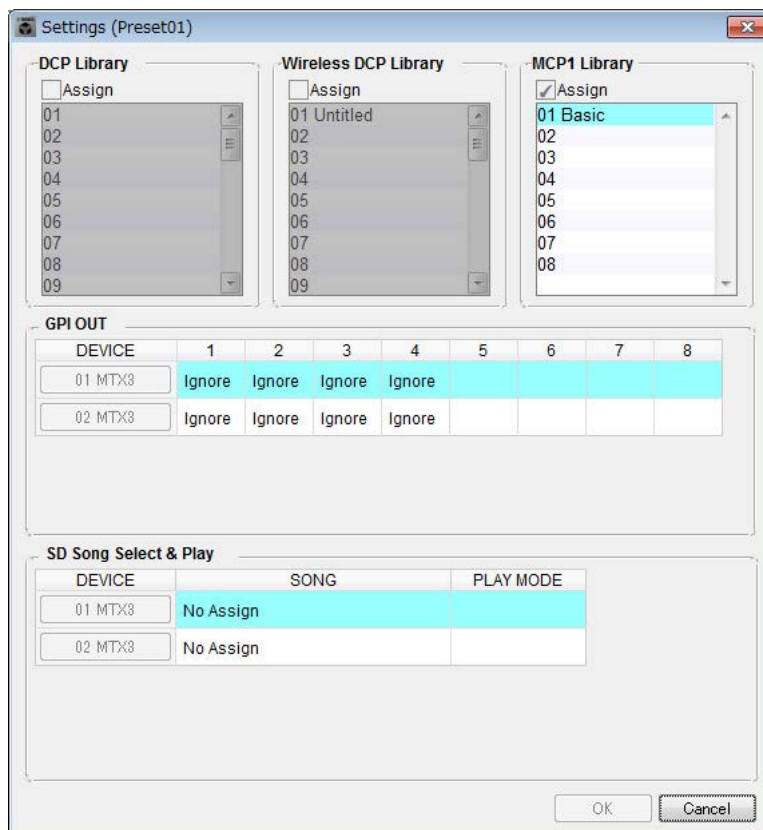 Settings (Preset01)
DCP Library
Assign
01
02
03
04
05
06
07
08
09
Wireless DCP Library
Assign
01 Untitled
02
03
04
05
06
07
08
09
MCP1 Library
Assign
01 Basic
02
03
04
05
06
07
08
GPI OUT
DEVICE 1 2 3 4 5 6 7 8
01 MTX3 Ignore Ignore Ignore Ignore
02 MTX3 Ignore Ignore Ignore Ignore
SD Song Select & Play
DEVICE SONG PLAY MODE
01 MTX3 No Assign
02 MTX3 No Assign
OK Cancel